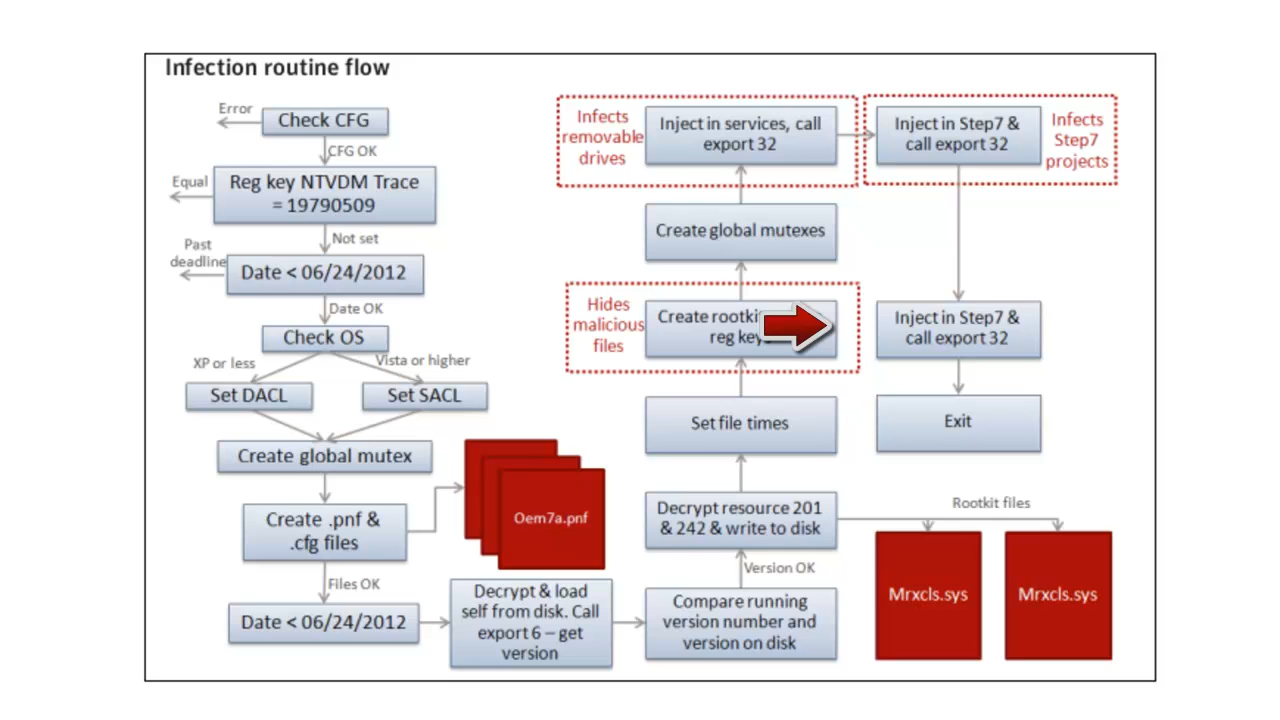 Infection routine flow
Error
Check CFG
CFG OK
Equal
Reg key NTVDM Trace
= 19790509
Not set
Past
deadline
Date < 06/24/2012
Date OK
Check OS
XP or less
Vista or higher
Set DACL
Set SACL
Create global mutex
Create .pnf &
.cfg files
Oem7a.pnf
Files OK
Date < 06/24/2012
Decrypt & load
self from disk. Call
export 6 – get
version
Compare running
version number and
version on disk
Version OK
Decrypt resource 201
& 242 & write to disk
Rootkit files
Mrxcls.sys
Mrxcls.sys
Set file times
Hides
malicious
files
Create
reg
Create global mutexes
Infects
removable
drives
Inject in services, call
export 32
Inject in Step7 &
call export 32
Infects
Step7
projects
Inject in Step7 &
call export 32
Exit